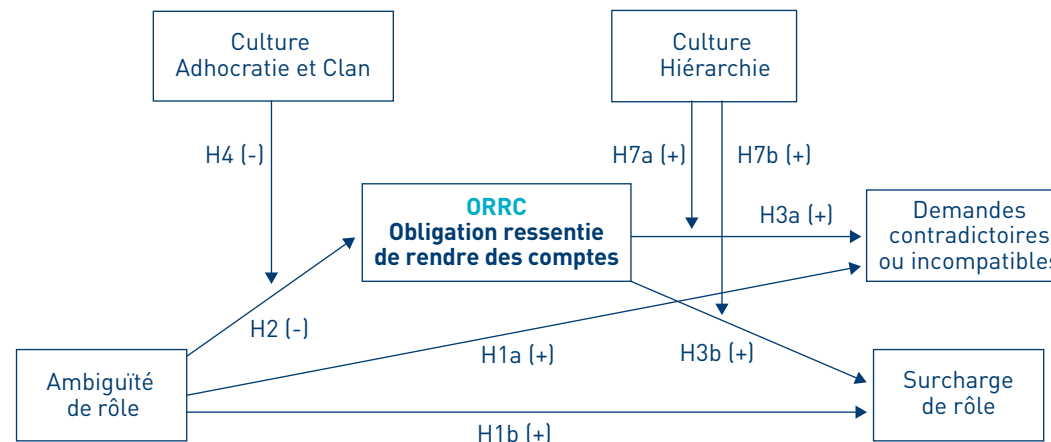 Culture
Adhocratie et Clan
Culture
Hiérarchie
H4 (-)
H7a (+)
H7b (+)
ORRC
Obligation ressentie
de rendre des comptes
H3a (+)
Demandes
contradictoires
ou incompatibles
H2 (-)
H1a (+)
H3b (+)
Ambiguïté
de rôle
Surcharge
de rôle
H1b (+)